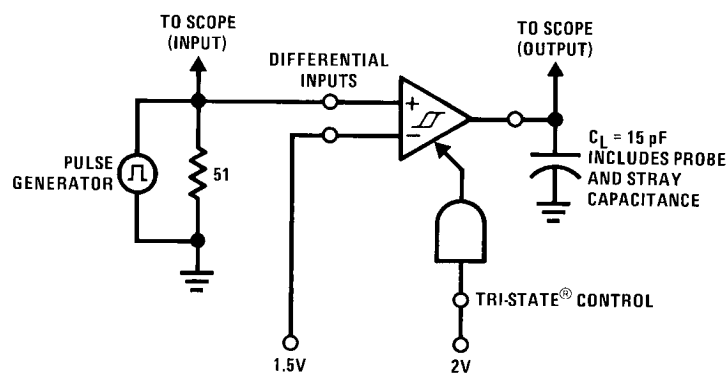 TO SCOPE
(INPUT)
TO SCOPE
(OUTPUT)
DIFFERENTIAL
INPUTS
+
−
PULSE
GENERATOR
51
CL = 15 pF
INCLUDES PROBE
AND STRAY
CAPACITANCE
TRI-STATE® CONTROL
1.5V
2V